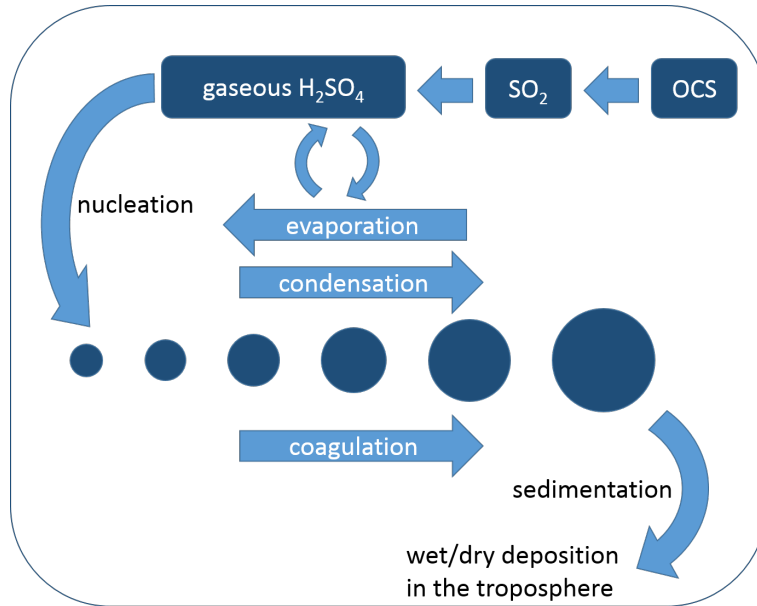 gaseous H₂SO₄
SO₂
OCS
nucleation
evaporation
condensation
coagulation
sedimentation
wet/dry deposition
in the troposphere